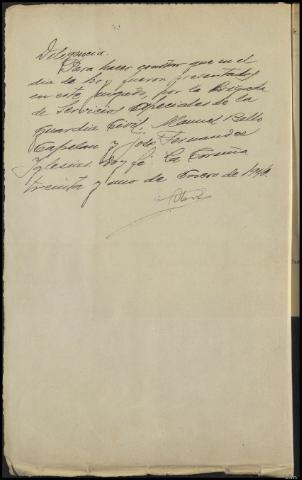 Diligencia.
Para hacer constar que en el
dia de hoy fueron presentados
en este Juzgado, por la Brigada
de Servicios Especiales de la
Guardia Civil, Manuel Bello
Capelan y José Fernandez
Iglesias. Doy fé. La Coruña
treinta y uno de Enero de